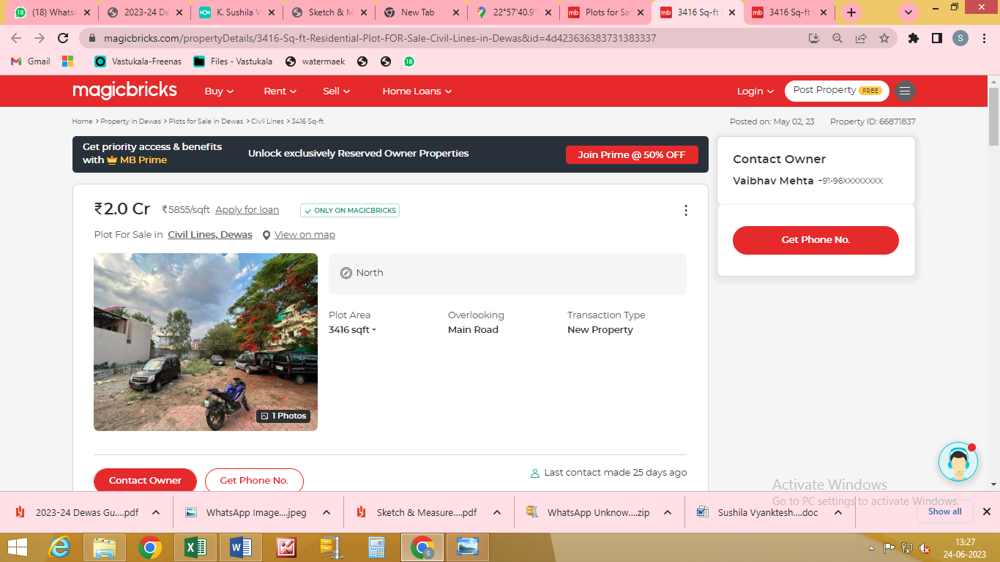 (18) Whats
2023-24 De
K. Sushila V
Sketch & M
New Tab
22°57'40.9"
Plots for Sal
3416 Sq-ft
3416 Sq-ft
magicbricks.com/propertyDetails/3416-Sq-ft-Residential-Plot-FOR-Sale-Civil-Lines-in-Dewas&id=4d423636383731383337
S
Gmail
Vastukala-Freenas
Files - Vastukala
watermaek
18
magicbricks
Buy
Rent
Sell
Home Loans
Login
Post Property FREE
Home > Property in Dewas > Plots for Sale in Dewas > Civil Lines > 3416 Sq-ft
Posted on: May 02, 23 Property ID: 66871837
Get priority access & benefits
with MB Prime
Unlock exclusively Reserved Owner Properties
Join Prime @ 50% OFF
Contact Owner
Vaibhav Mehta +91-96XXXXXXXX
Get Phone No.
₹2.0 Cr ₹5855/sqft Apply for loan ONLY ON MAGICBRICKS
Plot For Sale in Civil Lines, Dewas View on map
North
Plot Area
3416 sqft
Overlooking
Main Road
Transaction Type
New Property
1 Photos
Contact Owner
Get Phone No.
Last contact made 25 days ago
Activate Windows
Go to PC settings to activate Windows.
2023-24 Dewas Gu....pdf
WhatsApp Image....jpeg
Sketch & Measure....pdf
WhatsApp Unknow....zip
Sushila Vyanktesh....doc
Show all
13:27
24-06-2023